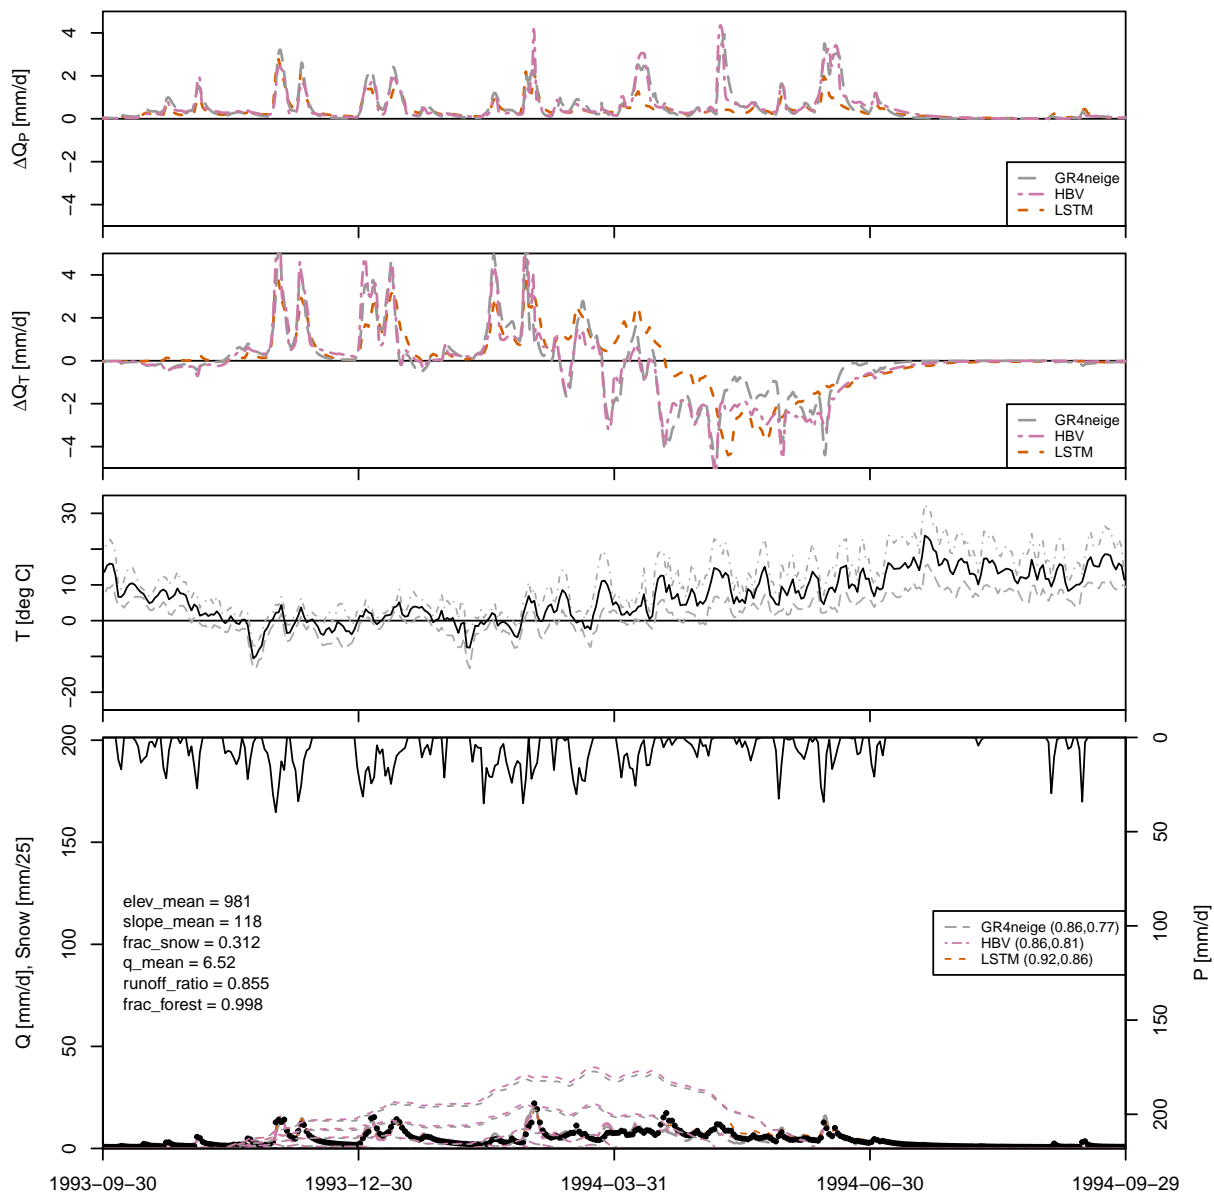 4
2
0
−2
−4
ΔQP [mm/d]
GR4neige
HBV
LSTM
4
2
0
−2
−4
ΔQT [mm/d]
GR4neige
HBV
LSTM
30
10
0
−20
T [deg C]
200
150
100
50
0
Q [mm/d], Snow [mm/25]
0
50
100
150
200
P [mm/d]
elev_mean = 981
slope_mean = 118
frac_snow = 0.312
q_mean = 6.52
runoff_ratio = 0.855
frac_forest = 0.998
GR4neige (0.86,0.77)
HBV (0.86,0.81)
LSTM (0.92,0.86)
1993−09−30 1993−12−30 1994−03−31 1994−06−30 1994−09−29